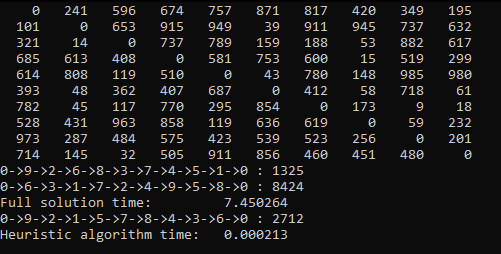 0 241 596 674 757 871 817 420 349 195
101 0 653 915 949 39 911 945 737 632
321 14 0 737 789 159 188 53 882 617
685 613 408 0 581 753 600 15 519 299
614 808 119 510 0 43 780 148 985 980
393 48 362 407 687 0 412 58 718 61
782 45 117 770 295 854 0 173 9 18
528 431 963 858 119 636 619 0 59 232
973 287 484 575 423 539 523 256 0 201
714 145 32 505 911 856 460 451 480 0
0->9->2->6->8->3->7->4->5->1->0 : 1325
0->6->3->1->7->2->4->9->5->8->0 : 8424
Full solution time: 7.450264
0->9->2->1->5->7->8->4->3->6->0 : 2712
Heuristic algorithm time: 0.000213